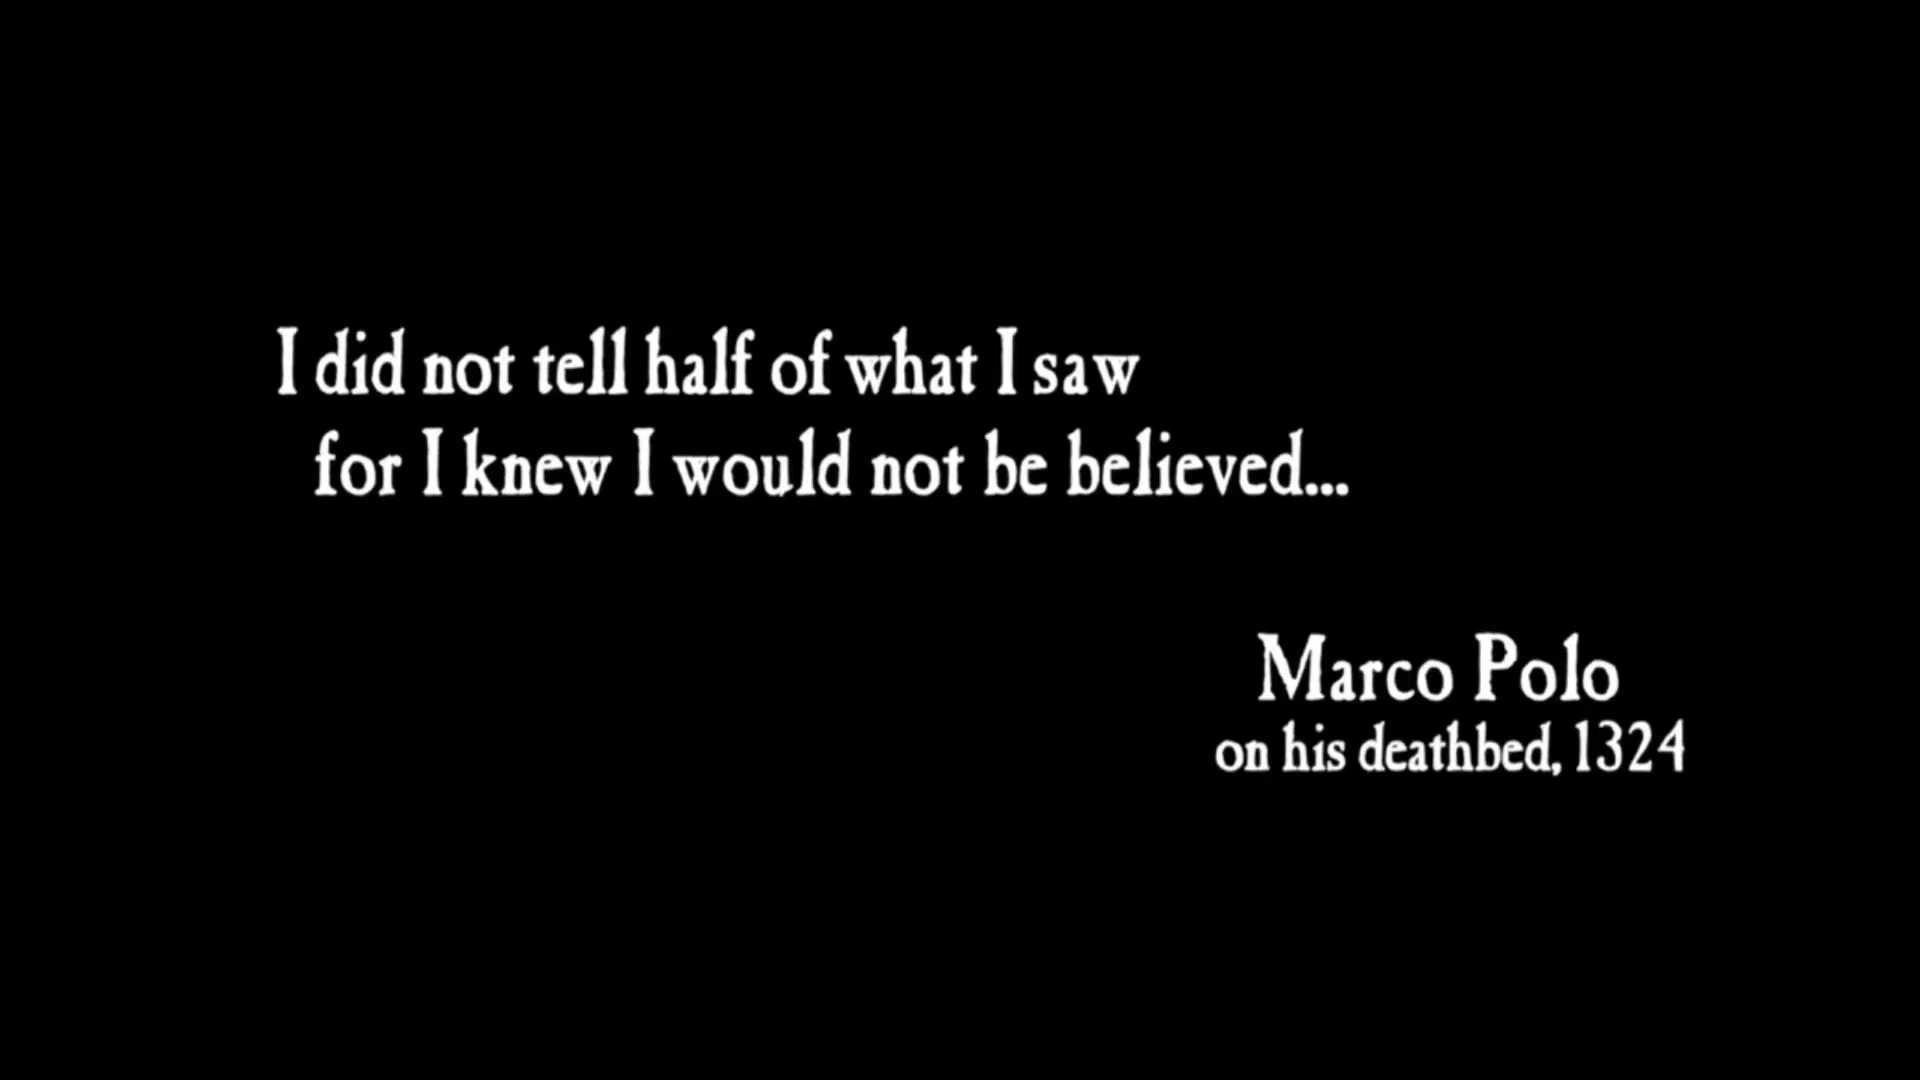 I did not tell half of what I saw
for I knew I would not be believed...
Marco Polo
on his deathbed, 1324